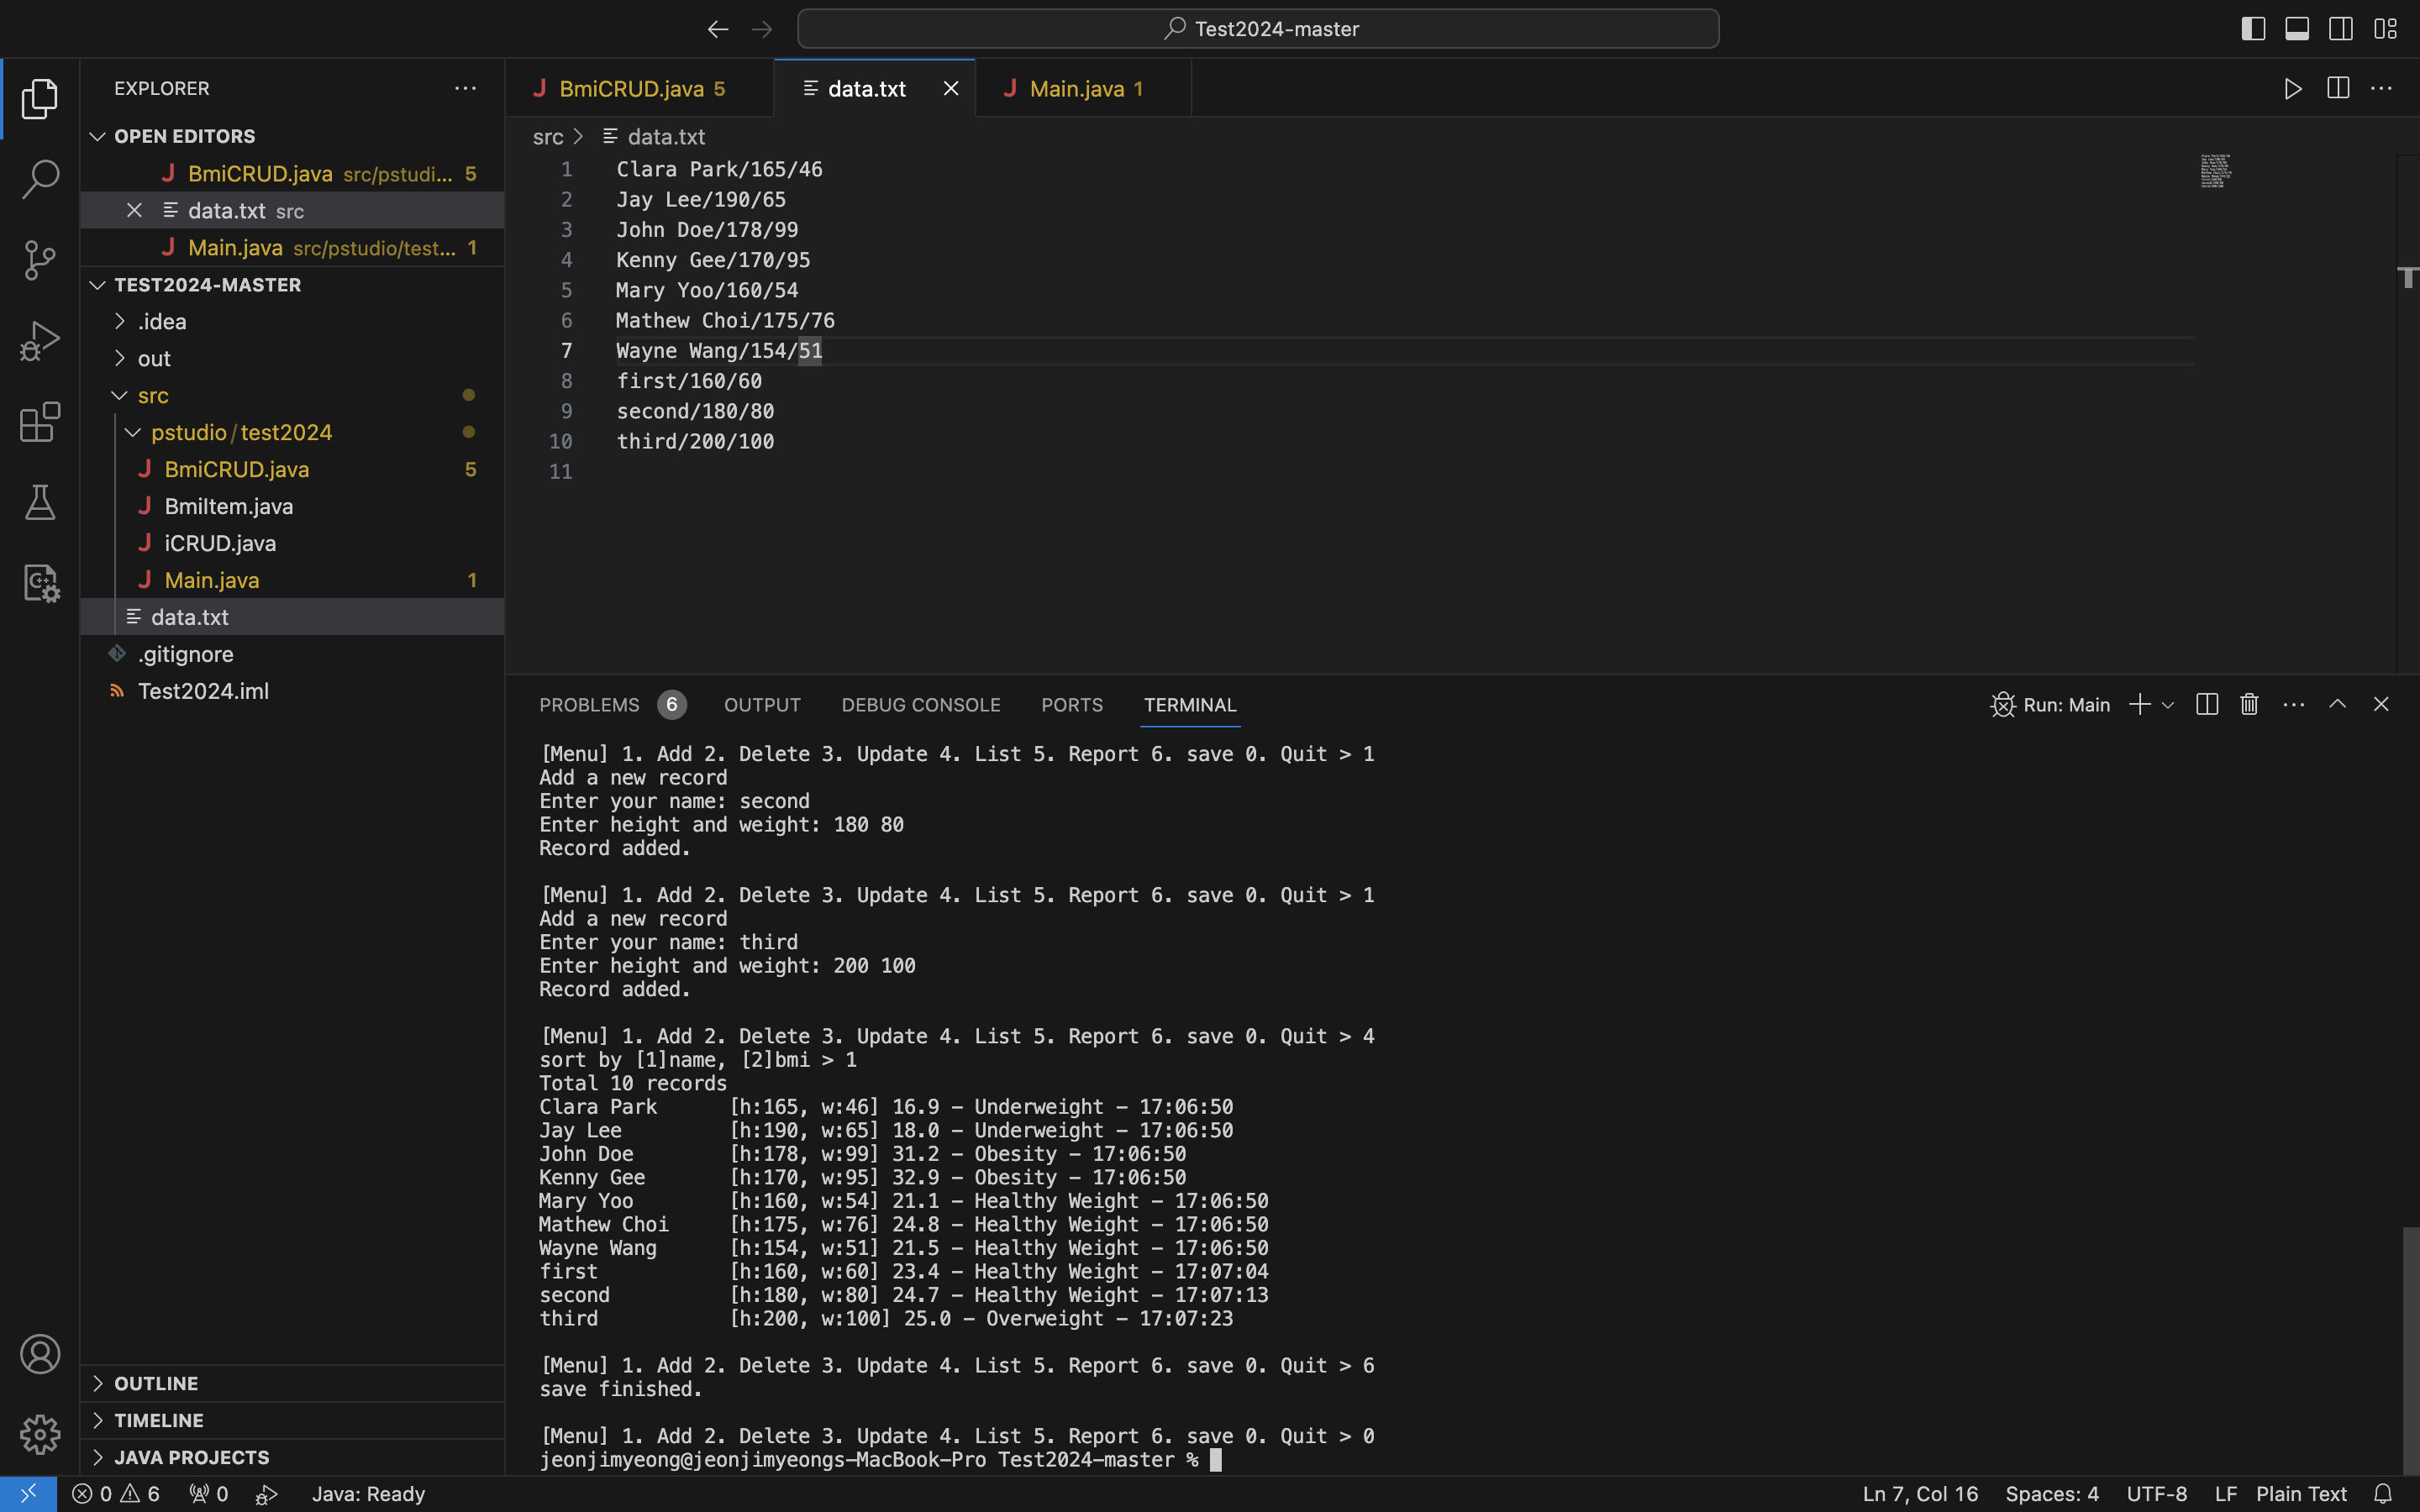 Test2024-master
EXPLORER
OPEN EDITORS
BmiCRUD.java src/pstudi... 5
data.txt src
Main.java src/pstudio/test... 1
TEST2024-MASTER
.idea
out
src
pstudio/test2024
BmiCRUD.java 5
BmiItem.java
iCRUD.java
Main.java 1
data.txt
.gitignore
Test2024.iml
OUTLINE
TIMELINE
JAVA PROJECTS
BmiCRUD.java 5
data.txt
Main.java 1
src > data.txt
1 Clara Park/165/46
2 Jay Lee/190/65
3 John Doe/178/99
4 Kenny Gee/170/95
5 Mary Yoo/160/54
6 Mathew Choi/175/76
7 Wayne Wang/154/51
8 first/160/60
9 second/180/80
10 third/200/100
11
PROBLEMS 6 OUTPUT DEBUG CONSOLE PORTS TERMINAL
Run: Main
[Menu] 1. Add 2. Delete 3. Update 4. List 5. Report 6. save 0. Quit > 1
Add a new record
Enter your name: second
Enter height and weight: 180 80
Record added.
[Menu] 1. Add 2. Delete 3. Update 4. List 5. Report 6. save 0. Quit > 1
Add a new record
Enter your name: third
Enter height and weight: 200 100
Record added.
[Menu] 1. Add 2. Delete 3. Update 4. List 5. Report 6. save 0. Quit > 4
sort by [1]name, [2]bmi > 1
Total 10 records
Clara Park [h:165, w:46] 16.9 - Underweight - 17:06:50
Jay Lee [h:190, w:65] 18.0 - Underweight - 17:06:50
John Doe [h:178, w:99] 31.2 - Obesity - 17:06:50
Kenny Gee [h:170, w:95] 32.9 - Obesity - 17:06:50
Mary Yoo [h:160, w:54] 21.1 - Healthy Weight - 17:06:50
Mathew Choi [h:175, w:76] 24.8 - Healthy Weight - 17:06:50
Wayne Wang [h:154, w:51] 21.5 - Healthy Weight - 17:06:50
first [h:160, w:60] 23.4 - Healthy Weight - 17:07:04
second [h:180, w:80] 24.7 - Healthy Weight - 17:07:13
third [h:200, w:100] 25.0 - Overweight - 17:07:23
[Menu] 1. Add 2. Delete 3. Update 4. List 5. Report 6. save 0. Quit > 6
save finished.
[Menu] 1. Add 2. Delete 3. Update 4. List 5. Report 6. save 0. Quit > 0
jeonjimyeong@jeonjimyeongs-MacBook-Pro Test2024-master %
0 6 0 Java: Ready
Ln 7, Col 16 Spaces: 4 UTF-8 LF Plain Text